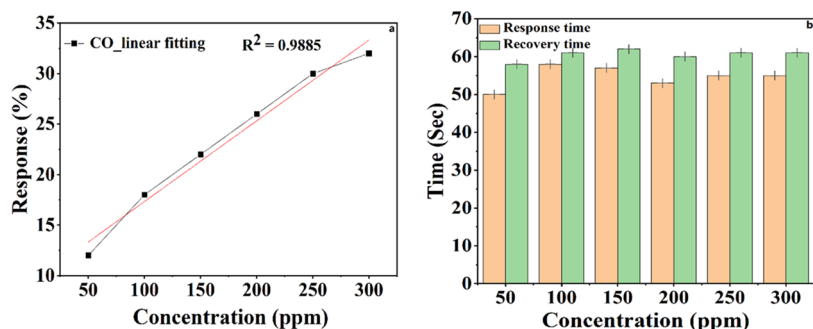 a
CO_linear fitting
R² = 0.9885
35
30
25
20
15
10
Response (%)
50 100 150 200 250 300
Concentration (ppm)
b
Response time
Recovery time
70
60
50
40
30
20
10
0
Time (Sec)
50 100 150 200 250 300
Concentration (ppm)